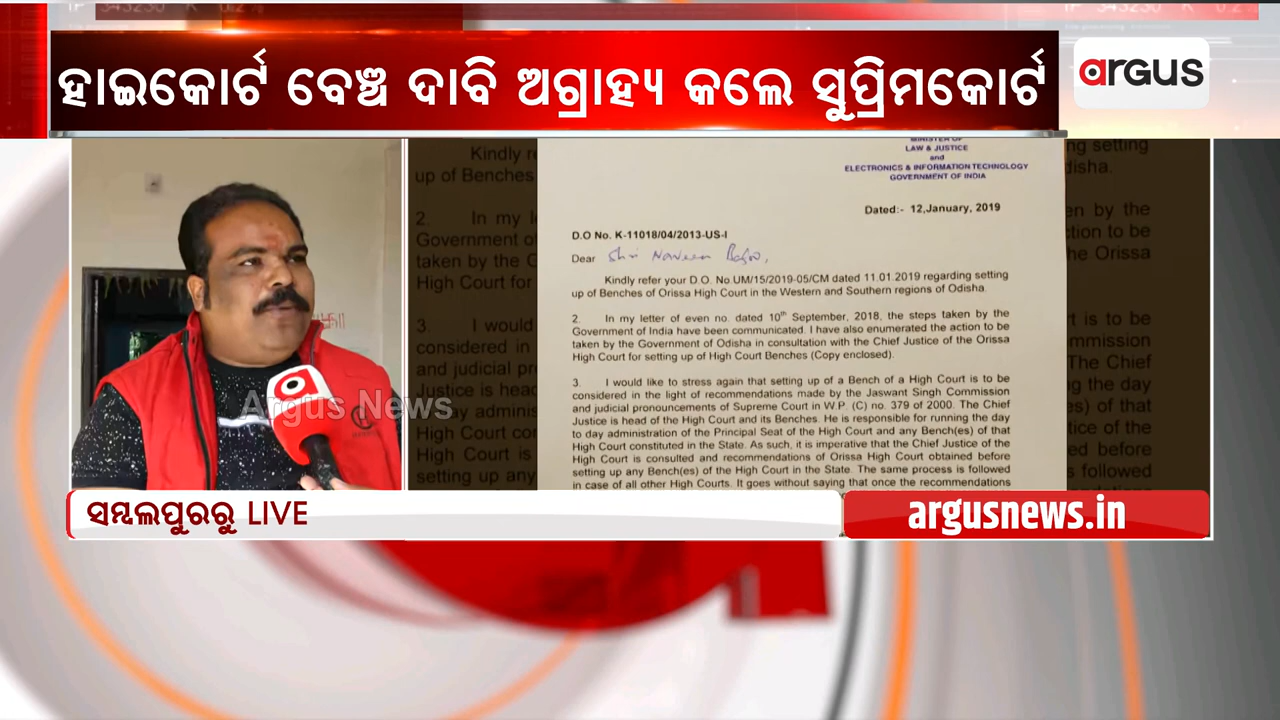 ହାଇକୋର୍ଟ ବେଞ୍ଚ ଦାବି ଅଗ୍ରାହ୍ୟ କଲେ ସୁପ୍ରିମକୋର୍ଟ
argus
MINISTER OF
LAW & JUSTICE
and
ELECTRONICS & INFORMATION TECHNOLOGY
GOVERNMENT OF INDIA
Dated:- 12,January, 2019
D.O No. K-11018/04/2013-US-I
Dear Shri Naveen Babu,
Kindly refer your D.O. No.UM/15/2019-05/CM dated 11.01.2019 regarding setting
up of Benches of Orissa High Court in the Western and Southern regions of Odisha.
2. In my letter of even no. dated 10th September, 2018, the steps taken by the
Government of India have been communicated. I have also enumerated the action to be
taken by the Government of Odisha in consultation with the Chief Justice of the Orissa
High Court for setting up of High Court Benches (Copy enclosed).
3. I would like to stress again that setting up of a Bench of a High Court is to be
considered in the light of recommendations made by the Jaswant Singh Commission
and judicial pronouncements of Supreme Court in W.P. (C) no. 379 of 2000. The Chief
Justice is head of the High Court and its Benches. He is responsible for running the day
to day administration of the Principal Seat of the High Court and any Bench(es) of that
High Court constituted in the State. As such, it is imperative that the Chief Justice of the
High Court is consulted and recommendations of Orissa High Court obtained before
setting up any Bench(es) of the High Court in the State. The same process is followed
in case of all other High Courts. It goes without saying that once the recommendations
Argus News
ସମ୍ବଲପୁରରୁ LIVE
argusnews.in